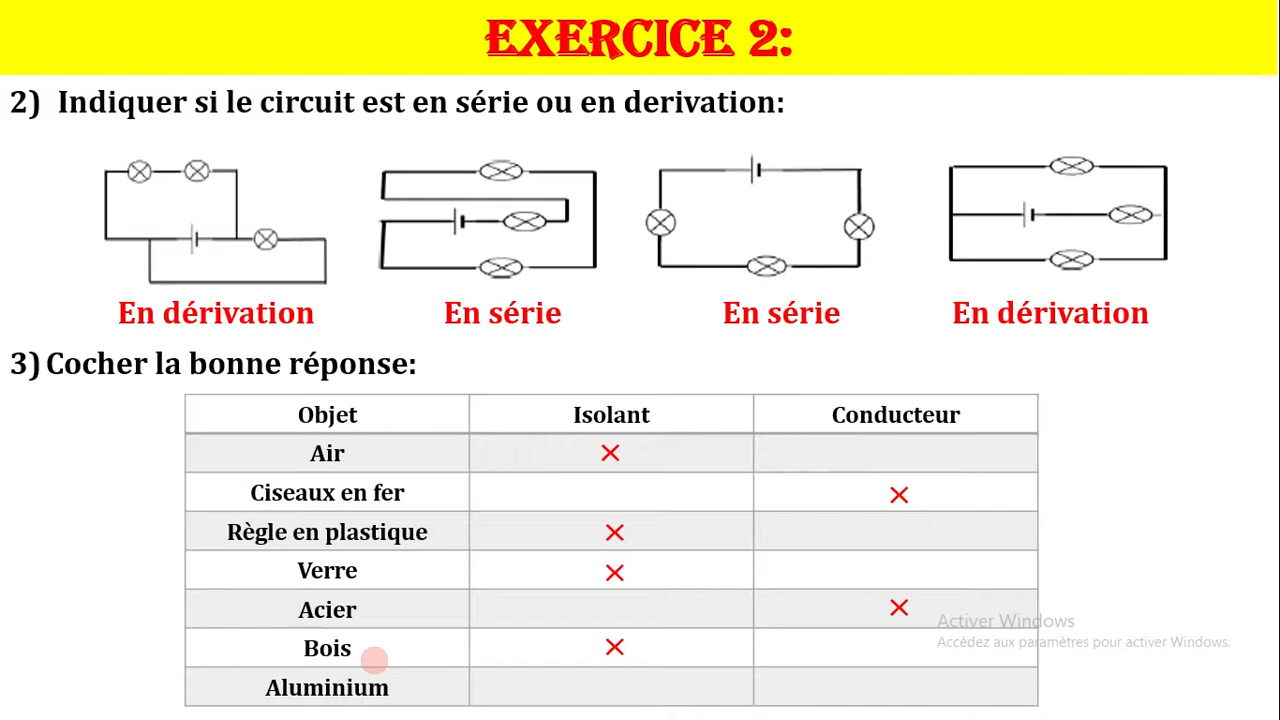 EXERCICE 2:
2) Indiquer si le circuit est en série ou en derivation:
En dérivation En série En série En dérivation
3) Cocher la bonne réponse:
Objet Isolant Conducteur
Air ×
Ciseaux en fer ×
Règle en plastique ×
Verre ×
Acier ×
Activer Windows
Accédez aux paramètres pour activer Windows.
Bois ×
Aluminium